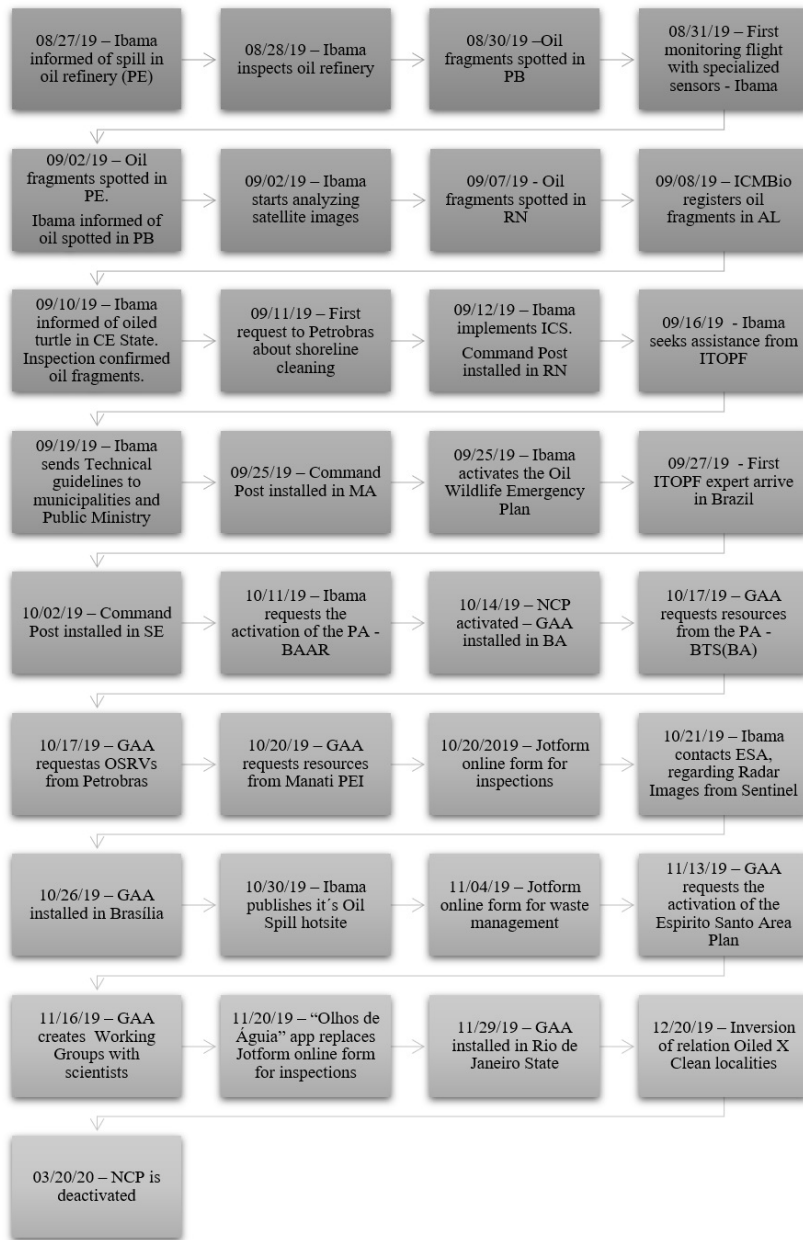 08/27/19 – Ibama
informed of spill in
oil refinery (PE)
08/28/19 – Ibama
inspects oil refinery
08/30/19 –Oil
fragments spotted in
PB
08/31/19 – First
monitoring flight
with specialized
sensors - Ibama
09/02/19 – Oil
fragments spotted in
PE.
Ibama informed of
oil spotted in PB
09/02/19 – Ibama
starts analyzing
satellite images
09/07/19 - Oil
fragments spotted in
RN
09/08/19 – ICMBio
registers oil
fragments in AL
09/10/19 – Ibama
informed of oiled
turtle in CE State.
Inspection confirmed
oil fragments.
09/11/19 – First
request to Petrobras
about shoreline
cleaning
09/12/19 – Ibama
implements ICS.
Command Post
installed in RN
09/16/19 - Ibama
seeks assistance from
ITOPF
09/19/19 – Ibama
sends Technical
guidelines to
municipalities and
Public Ministry
09/25/19 – Command
Post installed in MA
09/25/19 – Ibama
activates the Oil
Wildlife Emergency
Plan
09/27/19 - First
ITOPF expert arrive
in Brazil
10/02/19 – Command
Post installed in SE
10/11/19 – Ibama
requests the
activation of the PA -
BAAR
10/14/19 – NCP
activated – GAA
installed in BA
10/17/19 – GAA
requests resources
from the PA -
BTS(BA)
10/17/19 – GAA
requestas OSRVs
from Petrobras
10/20/19 – GAA
requests resources
from Manati PEI
10/20/2019 – Jotform
online form for
inspections
10/21/19 – Ibama
contacts ESA,
regarding Radar
Images from Sentinel
10/26/19 – GAA
installed in Brasília
10/30/19 – Ibama
publishes it´s Oil
Spill hotsite
11/04/19 – Jotform
online form for waste
management
11/13/19 – GAA
requests the
activation of the
Espirito Santo Area
Plan
11/16/19 – GAA
creates Working
Groups with
scientists
11/20/19 – “Olhos de
Águia” app replaces
Jotform online form
for inspections
11/29/19 – GAA
installed in Rio de
Janeiro State
12/20/19 – Inversion
of relation Oiled X
Clean localities
03/20/20 – NCP is
deactivated